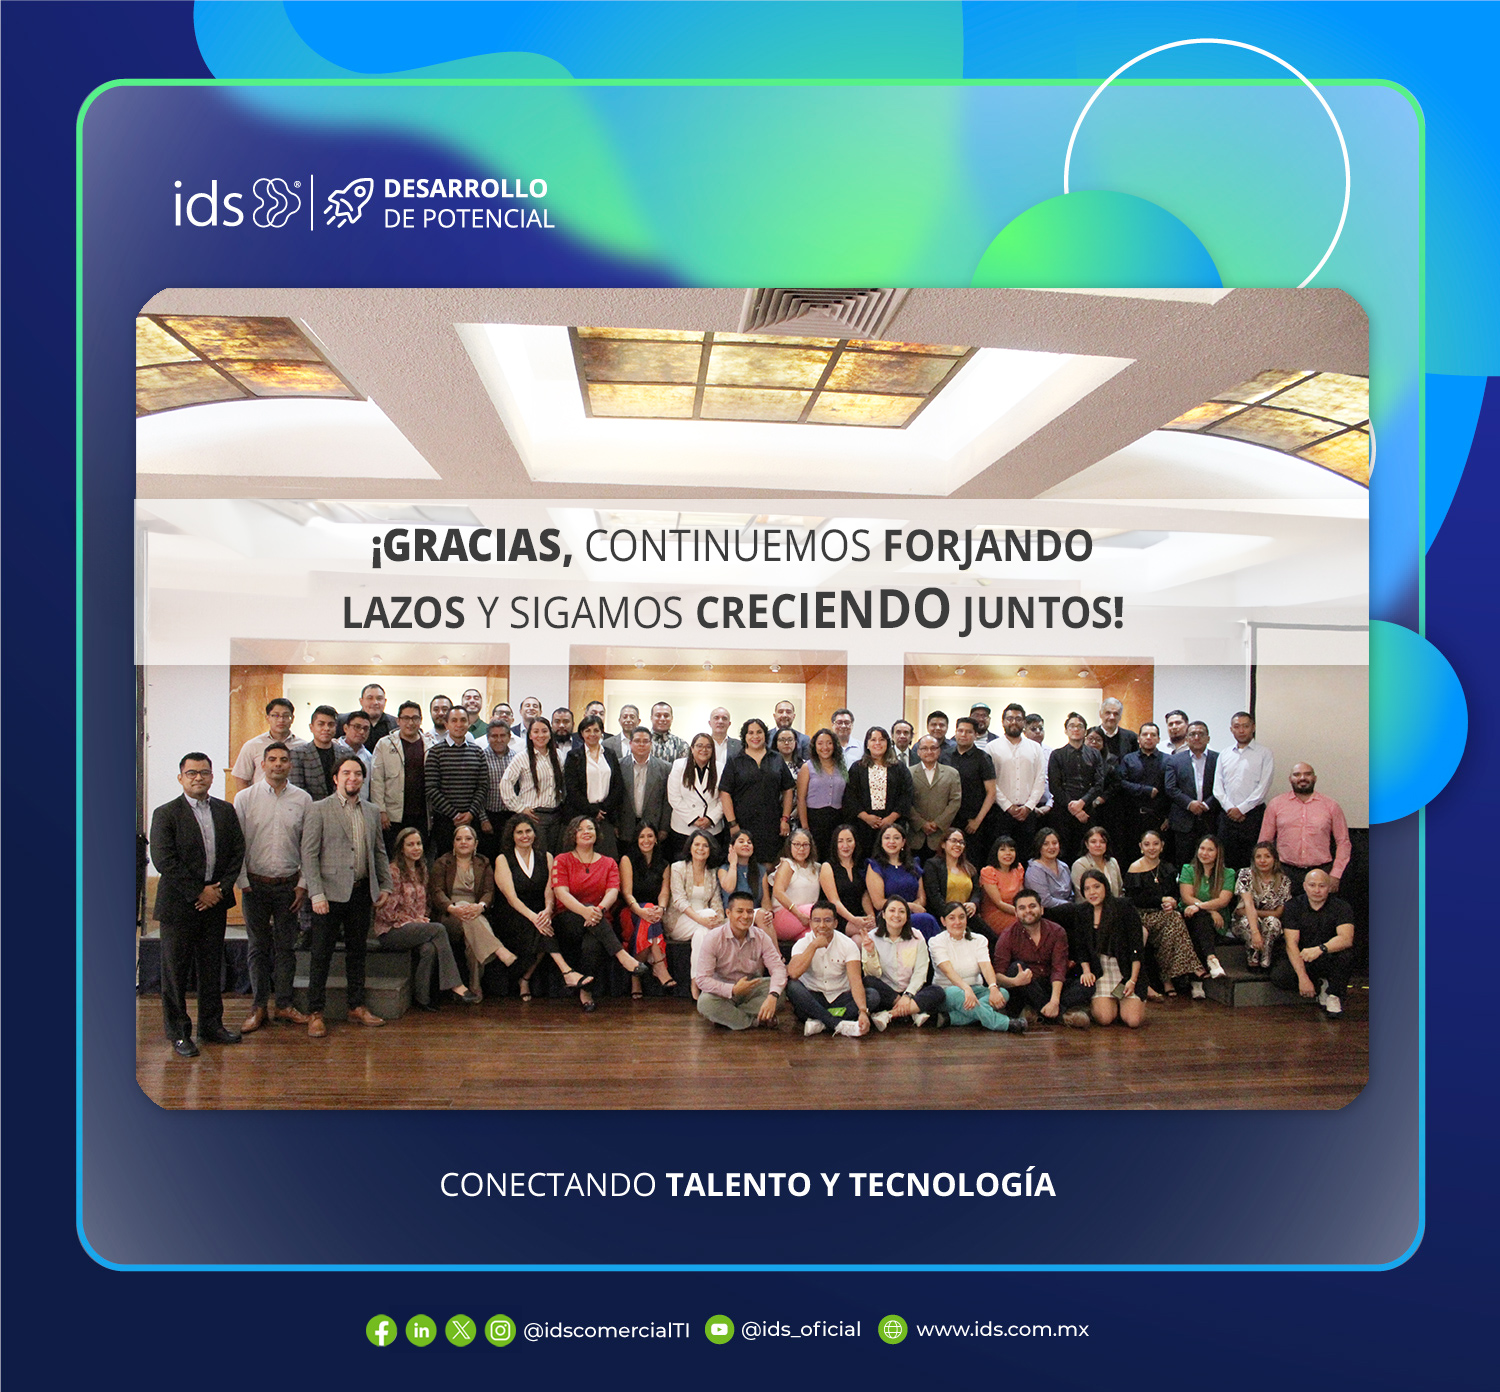 ids® | DESARROLLO
DE POTENCIAL
¡GRACIAS, CONTINUEMOS FORJANDO
LAZOS Y SIGAMOS CRECIENDO JUNTOS!
CONECTANDO TALENTO Y TECNOLOGÍA
@idscomercialTI @ids_oficial www.ids.com.mx